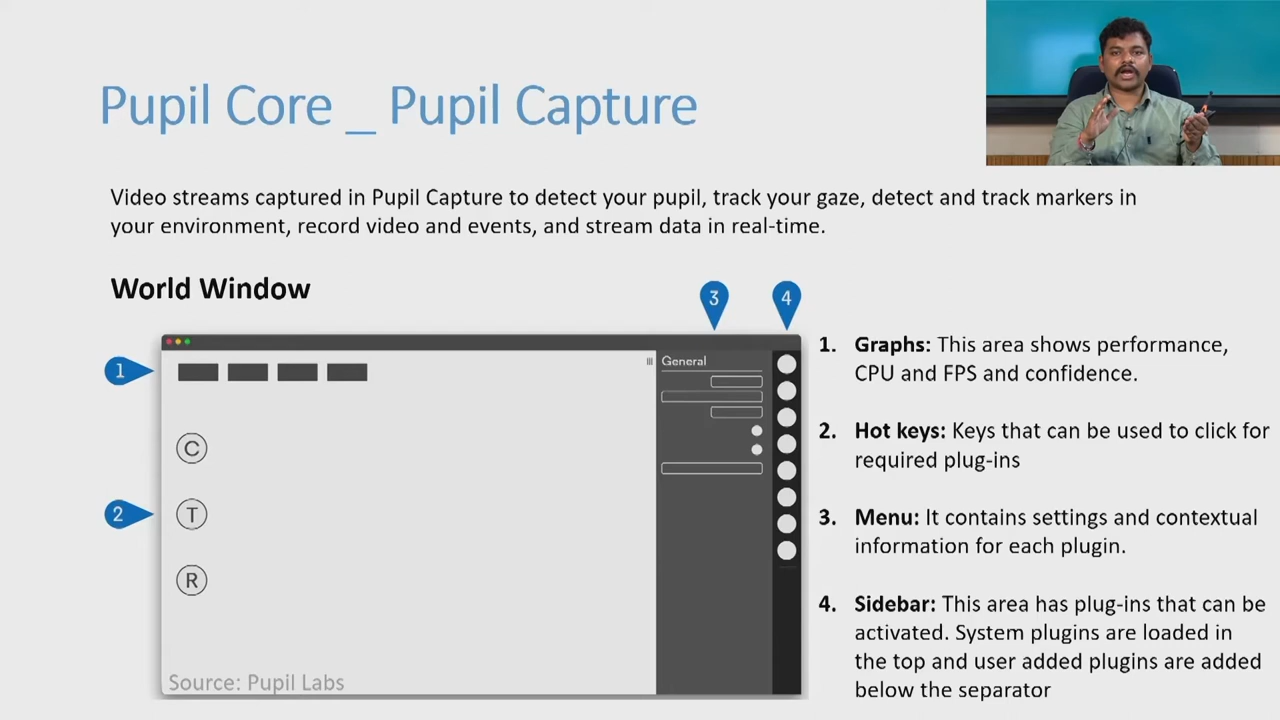 Pupil Core _ Pupil Capture
Video streams captured in Pupil Capture to detect your pupil, track your gaze, detect and track markers in
your environment, record video and events, and stream data in real-time.
World Window
3
4
1
General
C
2
T
R
Source: Pupil Labs
1. Graphs: This area shows performance,
CPU and FPS and confidence.
2. Hot keys: Keys that can be used to click for
required plug-ins
3. Menu: It contains settings and contextual
information for each plugin.
4. Sidebar: This area has plug-ins that can be
activated. System plugins are loaded in
the top and user added plugins are added
below the separator